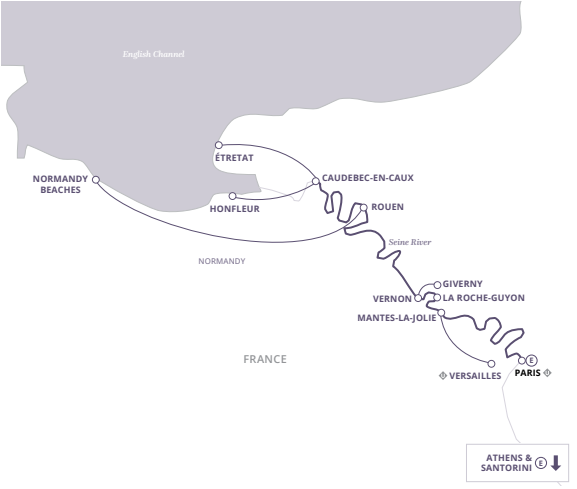 English Channel
ÉTRETAT
CAUDEBEC-EN-CAUX
NORMANDY
BEACHES
HONFLEUR
ROUEN
Seine River
NORMANDY
GIVERNY
VERNON
LA ROCHE-GUYON
MANTES-LA-JOLIE
FRANCE
E
VERSAILLES
PARIS
ATHENS &
SANTORINI E